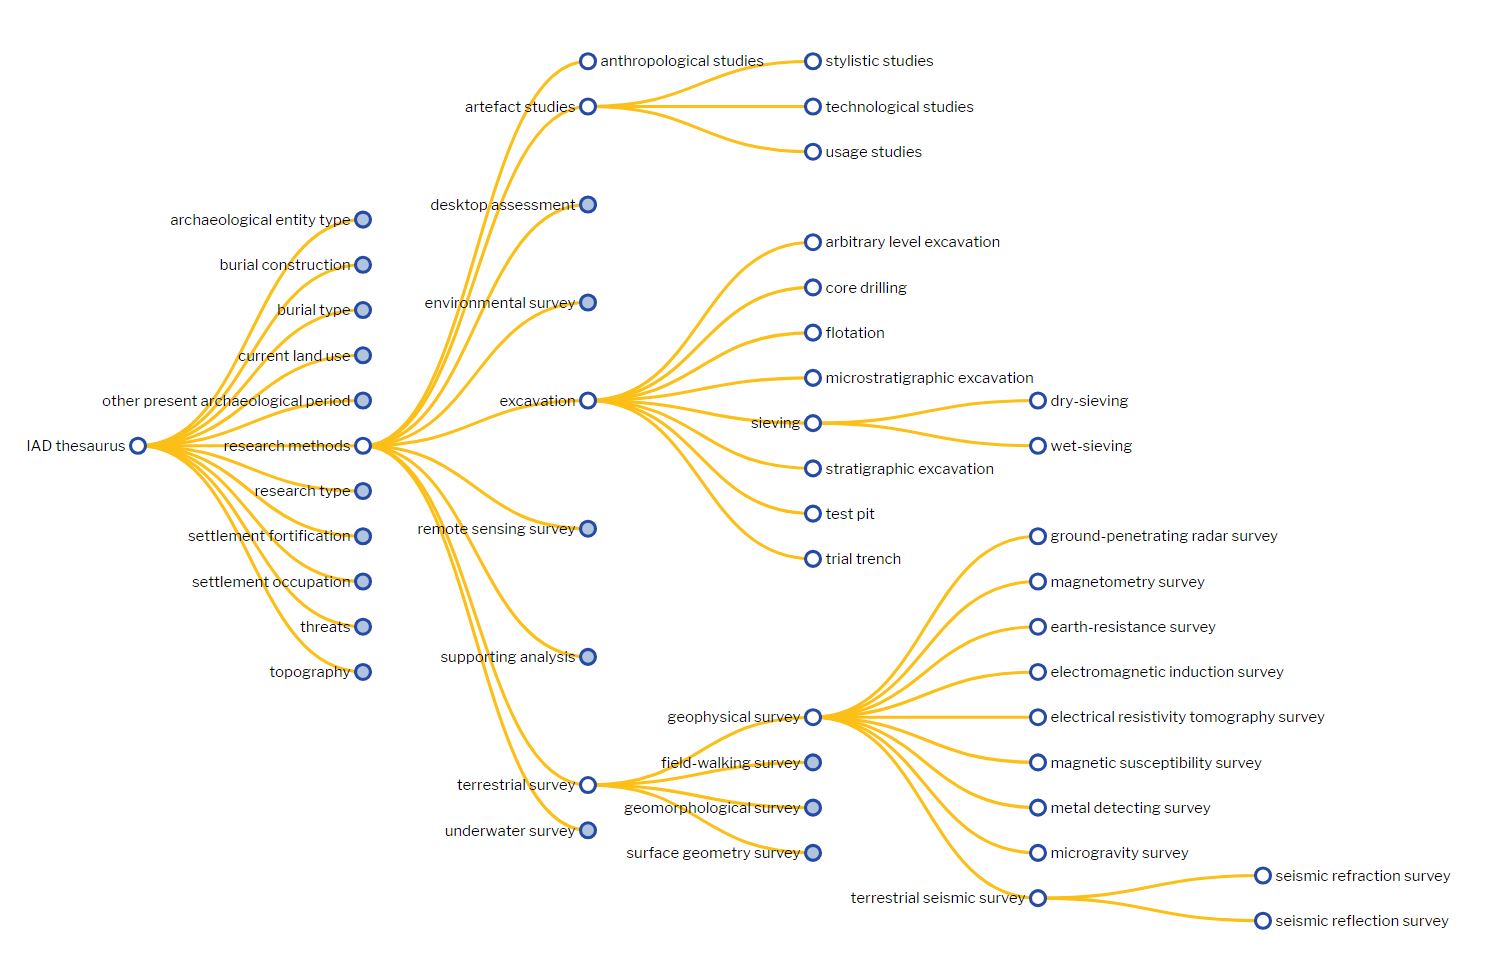 anthropological studies
stylistic studies
artefact studies
technological studies
usage studies
desktop assessment
archaeological entity type
arbitrary level excavation
burial construction
core drilling
environmental survey
burial type
flotation
current land use
microstratigraphic excavation
other present archaeological period
excavation
dry-sieving
sieving
IAD thesaurus
research methods
wet-sieving
stratigraphic excavation
research type
test pit
remote sensing survey
settlement fortification
ground-penetrating radar survey
trial trench
settlement occupation
magnetometry survey
threats
earth-resistance survey
supporting analysis
topography
electromagnetic induction survey
geophysical survey
electrical resistivity tomography survey
field-walking survey
magnetic susceptibility survey
terrestrial survey
geomorphological survey
metal detecting survey
underwater survey
surface geometry survey
microgravity survey
seismic refraction survey
terrestrial seismic survey
seismic reflection survey